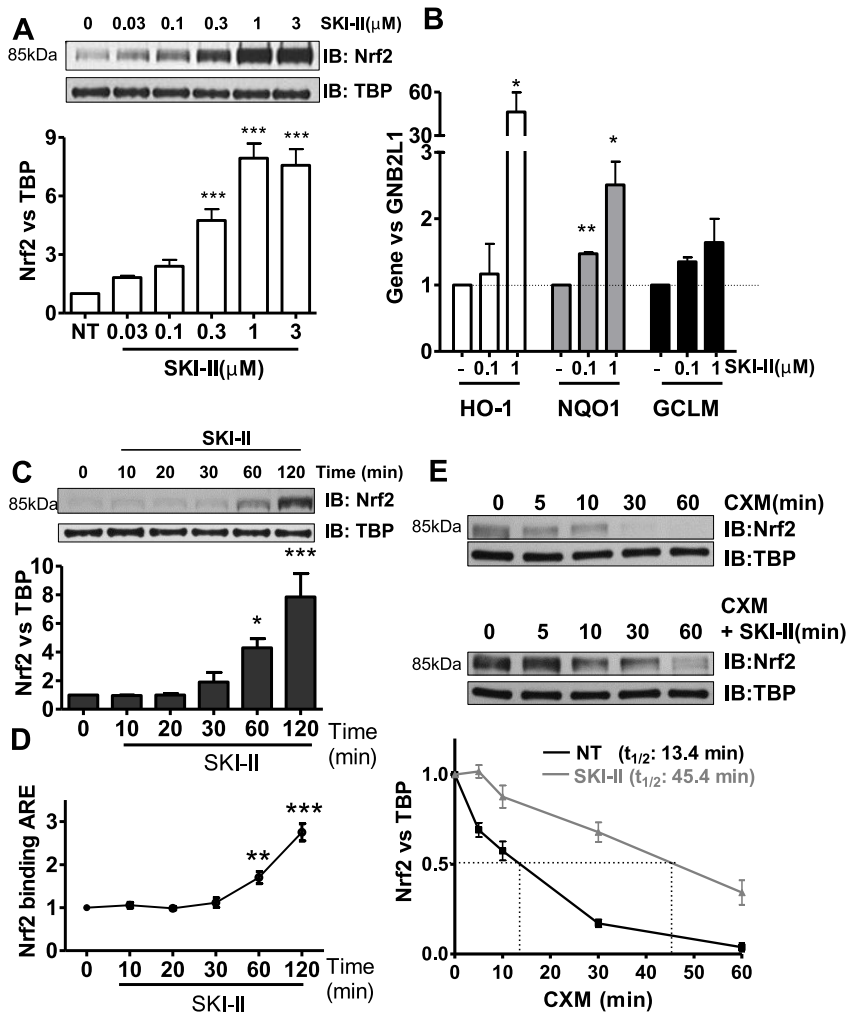 A
0 0.03 0.1 0.3 1 3 SKI-II(μM)
85kDa IB: Nrf2
IB: TBP
Nrf2 vs TBP
12
9
6
3
0
*** *** ***
NT 0.03 0.1 0.3 1 3
SKI-II(μM)
B
Gene vs GNB2L1
60
30
3
2
1
0
* ** *
- 0.1 1 - 0.1 1 - 0.1 1 SKI-II(μM)
HO-1 NQO1 GCLM
SKI-II
C
0 10 20 30 60 120 Time (min)
85kDa IB: Nrf2
IB: TBP
Nrf2 vs TBP
10
8
6
4
2
0
* ***
0 10 20 30 60 120 Time
(min)
SKI-II
D
Nrf2 binding ARE
3
2
1
0
** ***
0 10 20 30 60 120 Time
(min)
SKI-II
E
0 5 10 30 60 CXM(min)
85kDa IB:Nrf2
IB:TBP
CXM
0 5 10 30 60 + SKI-II(min)
85kDa IB:Nrf2
IB:TBP
NT (t1/2: 13.4 min)
SKI-II (t1/2: 45.4 min)
Nrf2 vs TBP
1.0
0.5
0.0
0 10 20 30 40 50 60
CXM (min)